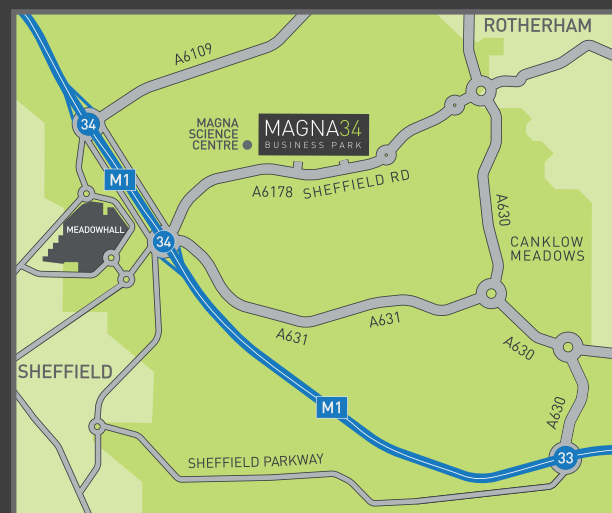 ROTHERHAM
A6109
34
MAGNA
SCIENCE
CENTRE
MAGNA34
BUSINESS PARK
M1
A6178 SHEFFIELD RD
A630
MEADOWHALL
34
CANKLOW
MEADOWS
A631
A631
A630
SHEFFIELD
M1
A630
SHEFFIELD PARKWAY
33